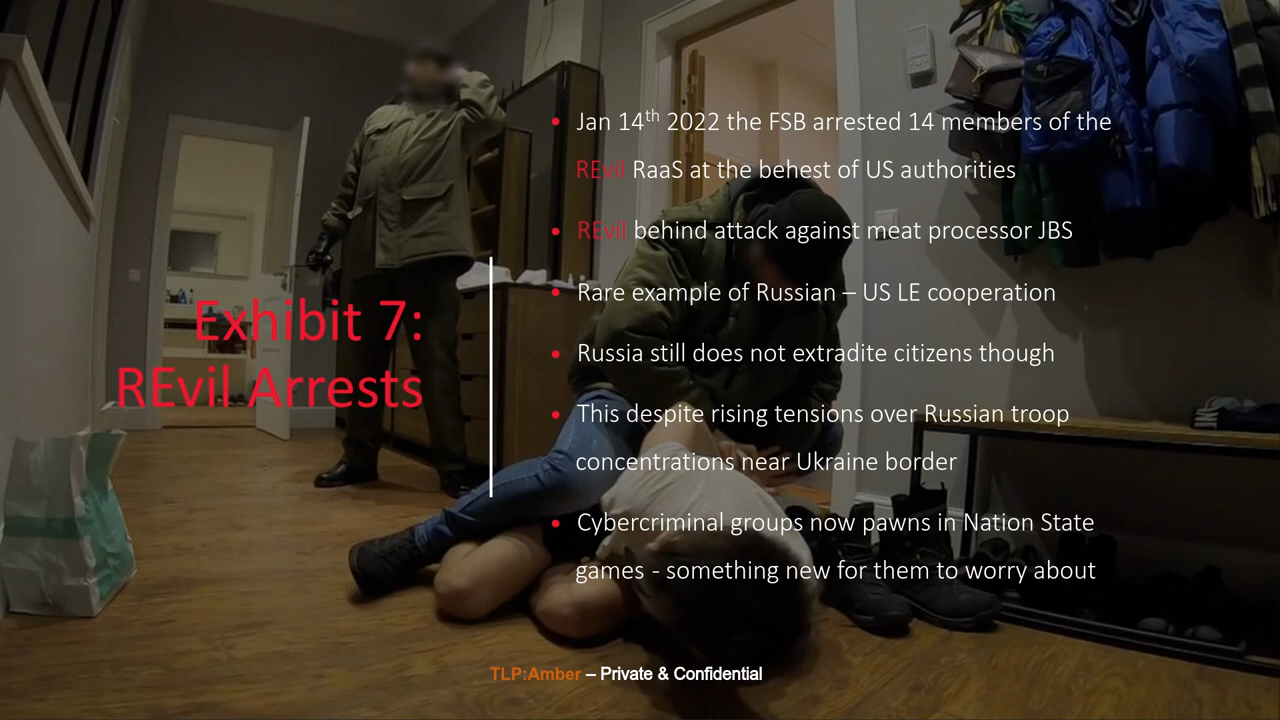 Exhibit 7:
REvil Arrests
• Jan 14th 2022 the FSB arrested 14 members of the
REvil RaaS at the behest of US authorities
• REvil behind attack against meat processor JBS
• Rare example of Russian – US LE cooperation
• Russia still does not extradite citizens though
• This despite rising tensions over Russian troop
concentrations near Ukraine border
• Cybercriminal groups now pawns in Nation State
games - something new for them to worry about
TLP:Amber – Private & Confidential